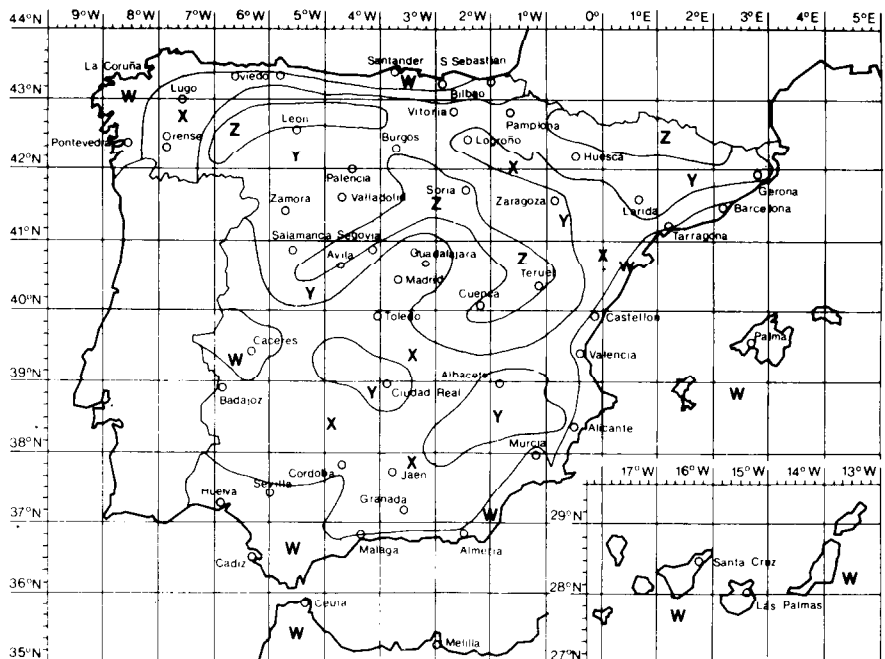 44°N 9°W 8°W 7°W 6°W 5°W 4°W 3°W 2°W 1°W 0° 1°E 2°E 3°E 4°E 5°E
La Coruña Oviedo Santander S Sebastian
W W
43°N Lugo Bilbao
X Z Leon Vitoria Pamplona Z
Pontevedra Orense Burgos Logroño
42°N Y X Huesca Y
Palencia Gerona
Zamora Valladolid Soria Zaragoza Lerida Barcelona
Z Y
41°N Tarragona
Salamanca Segovia
Avila Guadalajara Z X W
Y Madrid Teruel
40°N Cuenca
Toledo Castellon Palma
Caceres
W X Valencia
39°N Albacete W
Badajoz Y Ciudad Real
X Y Alicante
38°N Murcia
Cordoba X Jaen 17°W 16°W 15°W 14°W 13°W
Huelva Sevilla Granada
37°N W 29°N
W Malaga Almeria Santa Cruz
Cadiz W
36°N 28°N
Ceuta W Las Palmas
W
35°N Melilla 27°N